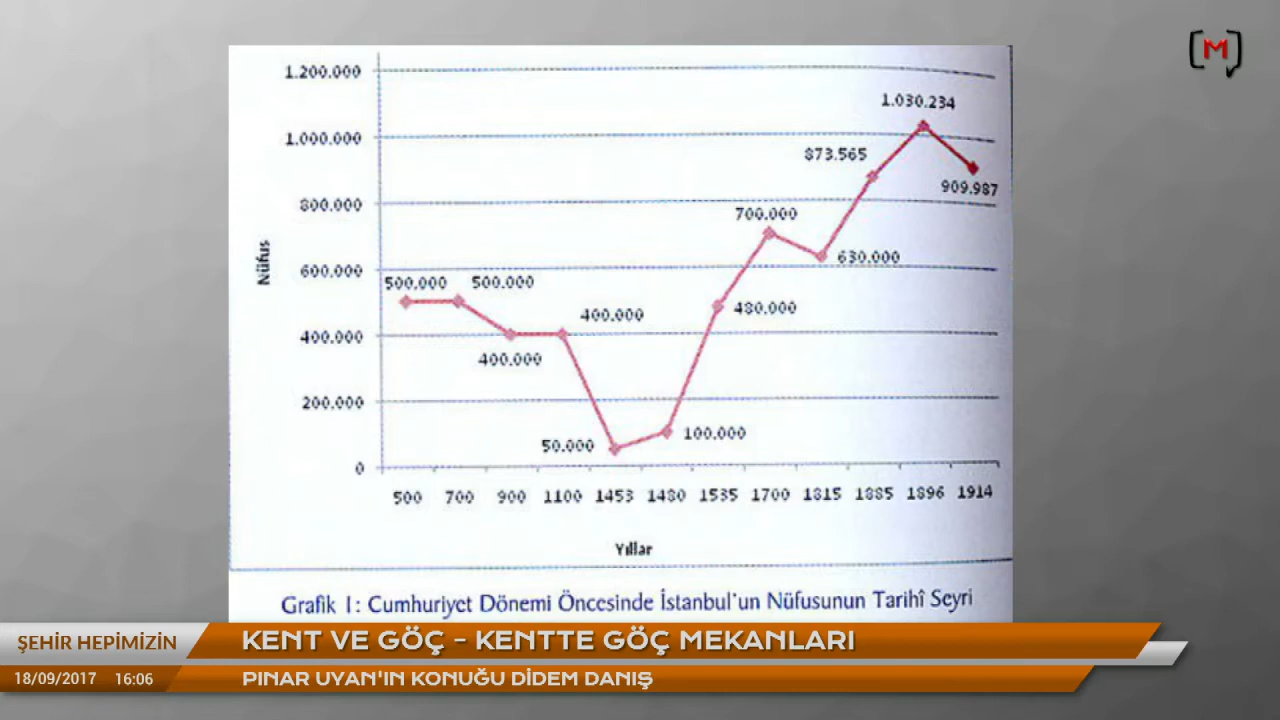 [M]
1.200.000
1.030.234
1.000.000
873.565
909.987
800.000
700.000
630.000
Nüfus
600.000
500.000
500.000
480.000
400.000
400.000
400.000
200.000
100.000
50.000
0
500 700 900 1100 1453 1480 1535 1700 1815 1885 1896 1914
Yıllar
Grafik 1: Cumhuriyet Dönemi Öncesinde İstanbul'un Nüfusunun Tarihî Seyri
ŞEHİR HEPİMİZİN
KENT VE GÖÇ - KENTTE GÖÇ MEKANLARI
18/09/2017 16:06
PINAR UYAN'IN KONUĞU DİDEM DANIŞ